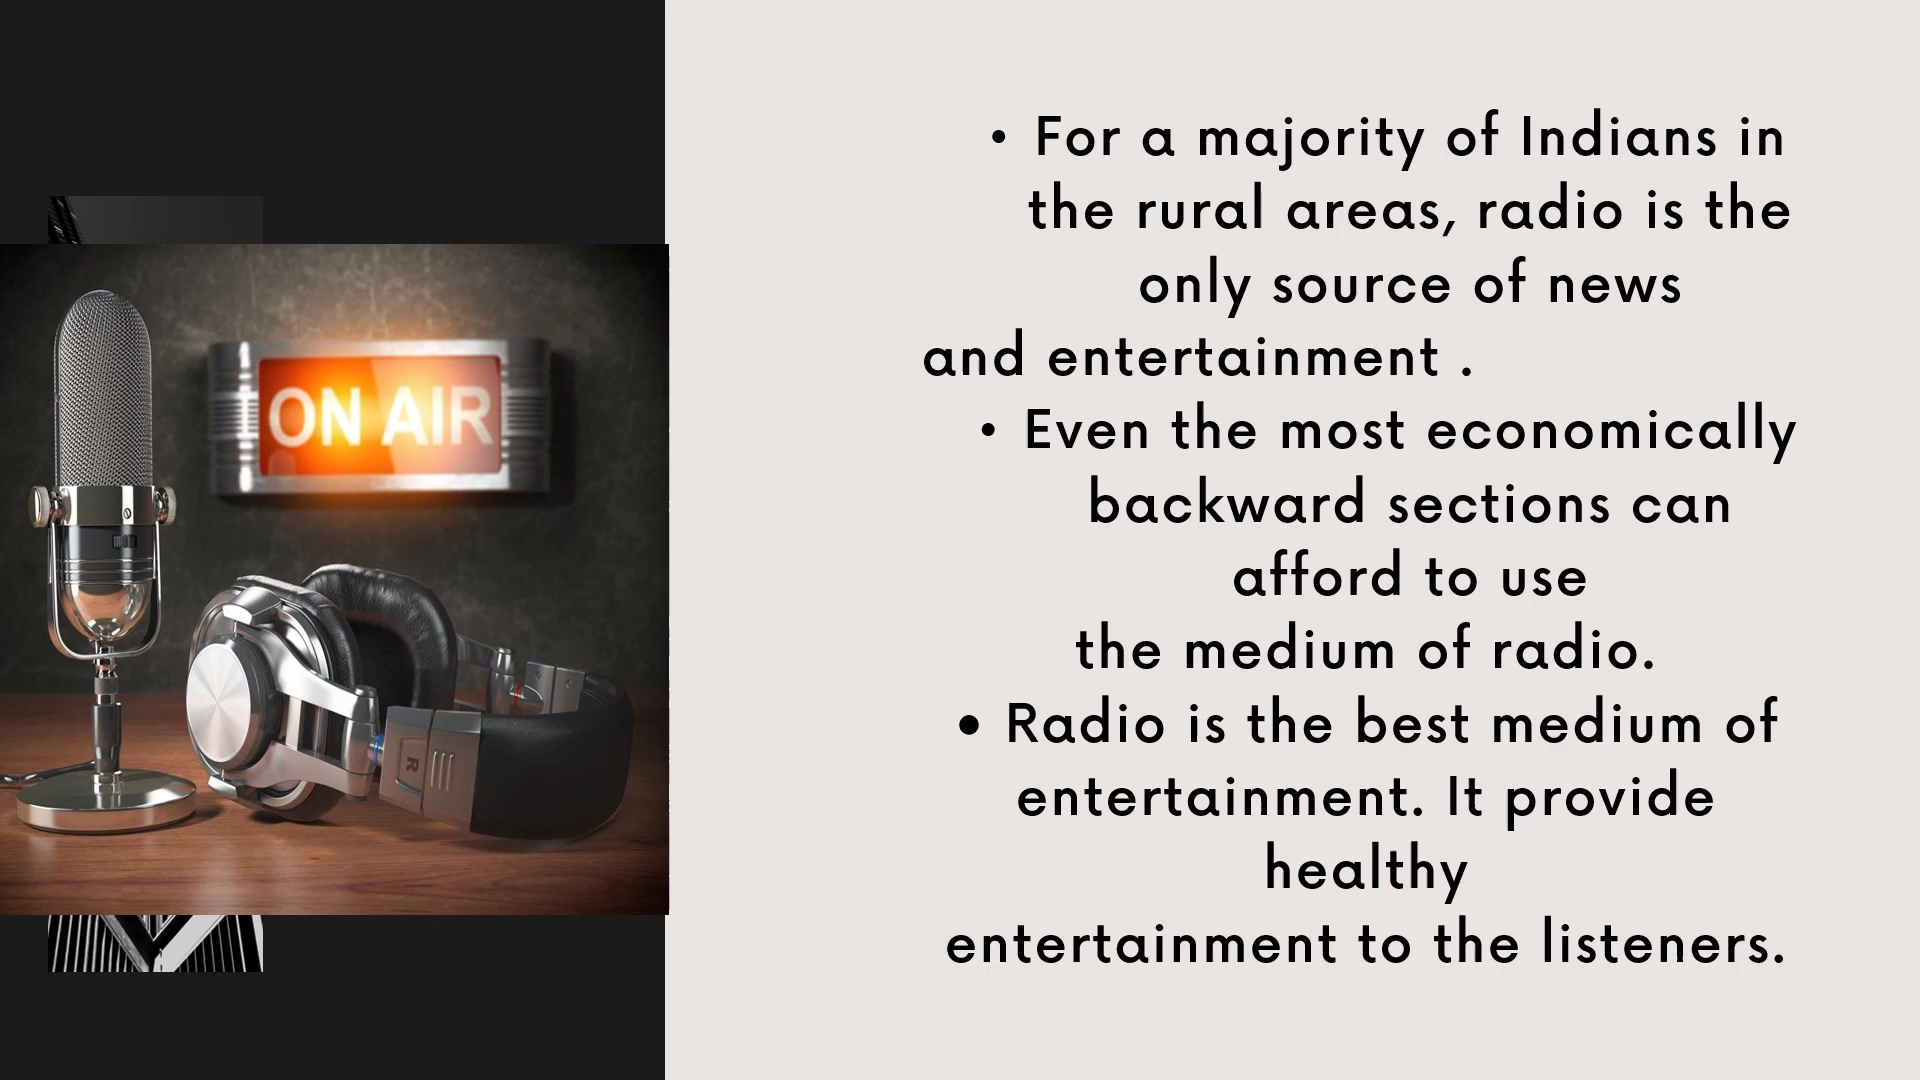 ON AIR
R
• For a majority of Indians in
the rural areas, radio is the
only source of news
and entertainment .
• Even the most economically
backward sections can
afford to use
the medium of radio.
• Radio is the best medium of
entertainment. It provide
healthy
entertainment to the listeners.